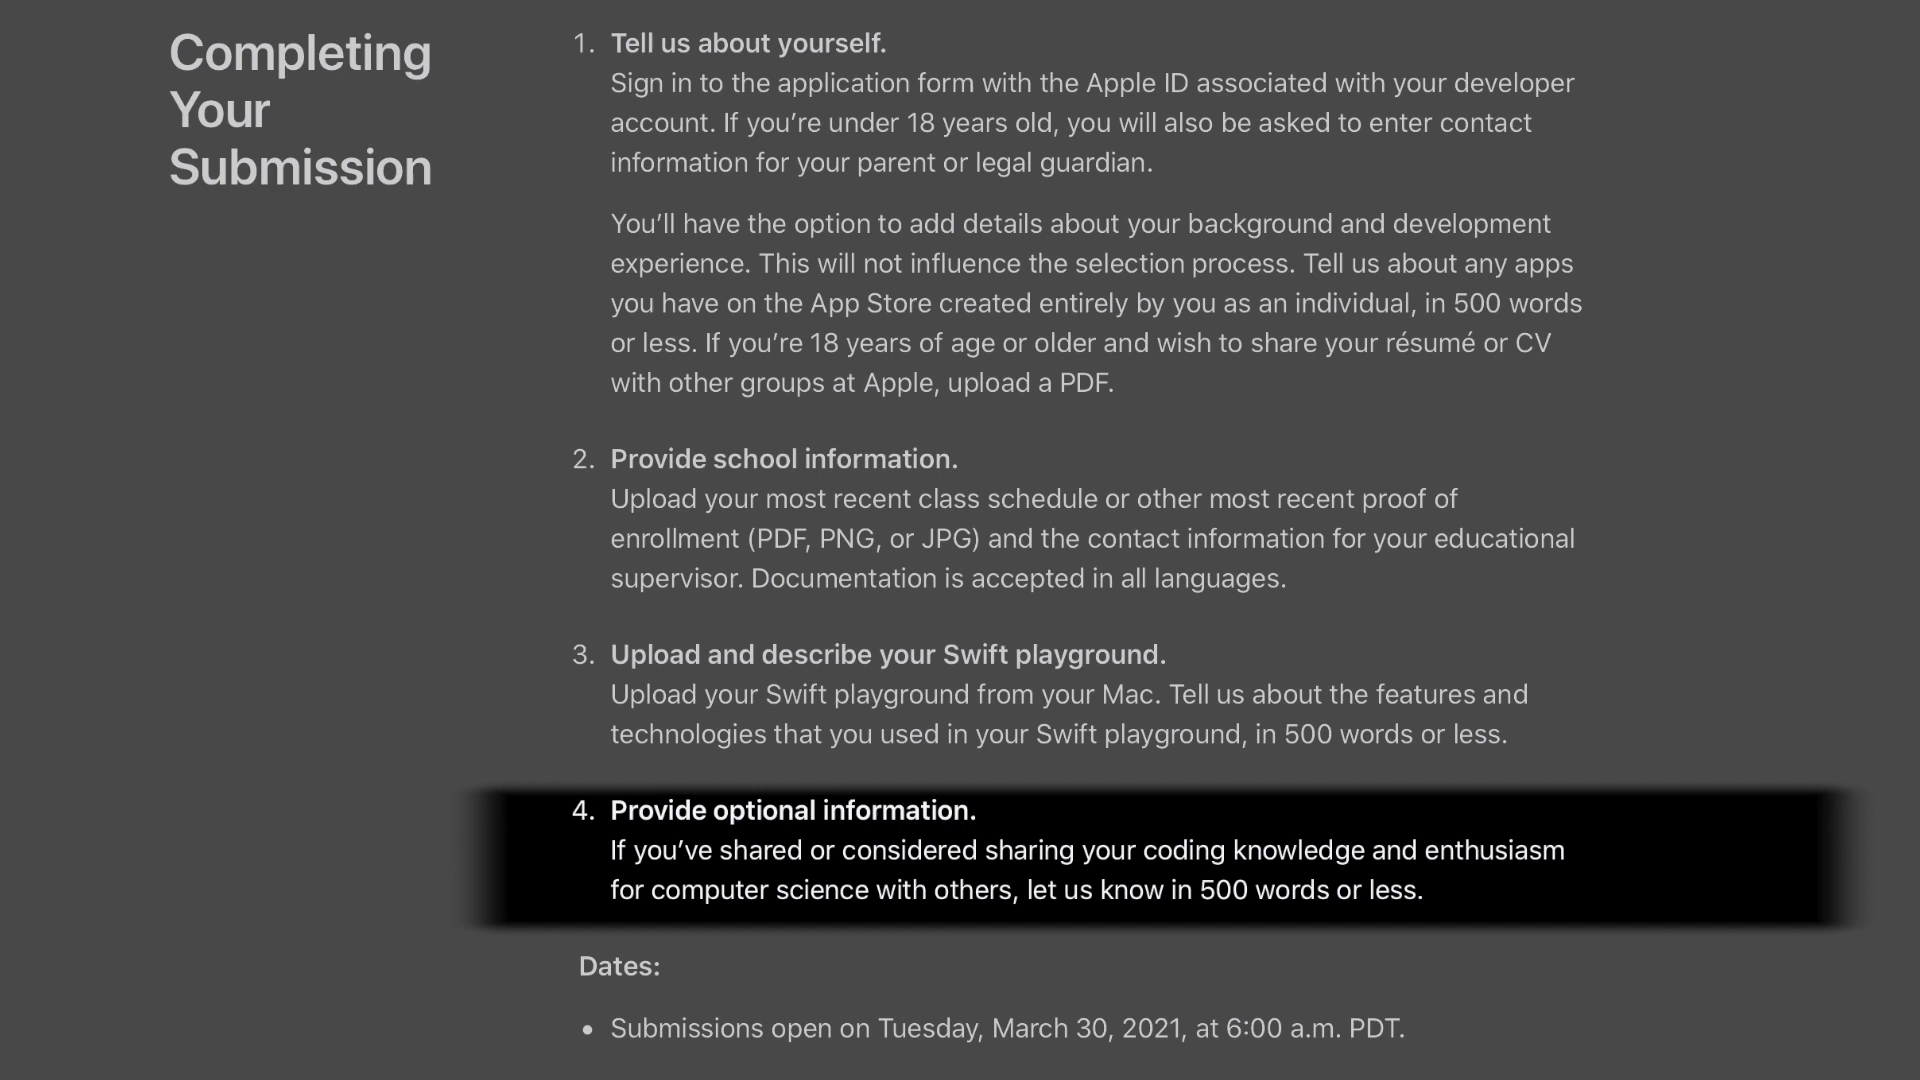 Completing
Your
Submission
1. Tell us about yourself.
Sign in to the application form with the Apple ID associated with your developer
account. If you’re under 18 years old, you will also be asked to enter contact
information for your parent or legal guardian.
You’ll have the option to add details about your background and development
experience. This will not influence the selection process. Tell us about any apps
you have on the App Store created entirely by you as an individual, in 500 words
or less. If you’re 18 years of age or older and wish to share your résumé or CV
with other groups at Apple, upload a PDF.
2. Provide school information.
Upload your most recent class schedule or other most recent proof of
enrollment (PDF, PNG, or JPG) and the contact information for your educational
supervisor. Documentation is accepted in all languages.
3. Upload and describe your Swift playground.
Upload your Swift playground from your Mac. Tell us about the features and
technologies that you used in your Swift playground, in 500 words or less.
4. Provide optional information.
If you’ve shared or considered sharing your coding knowledge and enthusiasm
for computer science with others, let us know in 500 words or less.
Dates:
• Submissions open on Tuesday, March 30, 2021, at 6:00 a.m. PDT.